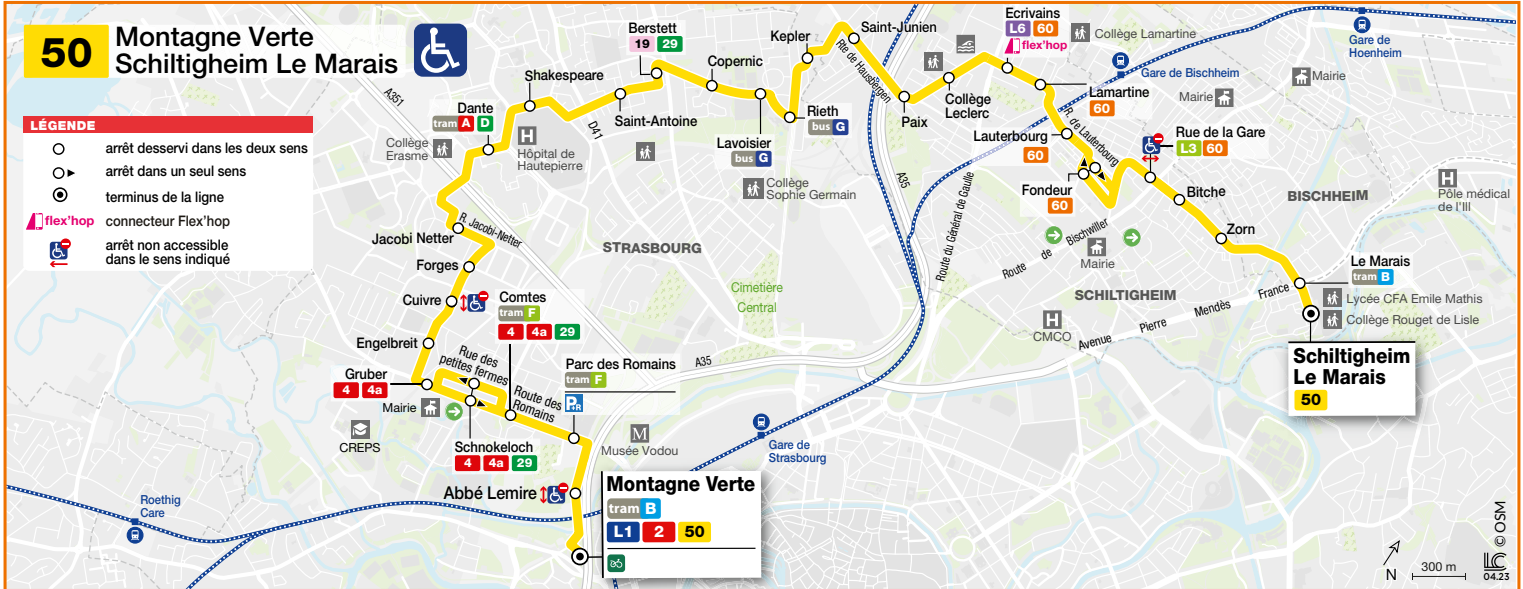 50
Montagne Verte
Schiltigheim Le Marais
LÉGENDE
arrêt desservi dans les deux sens
arrêt dans un seul sens
terminus de la ligne
flex'hop
connecteur Flex'hop
arrêt non accessible
dans le sens indiqué
A351
Dante
tram A D
Collège
Erasme
Shakespeare
H
Hôpital de
Hautepierre
D41
Saint-Antoine
Berstett
19 29
Copernic
Lavoisier
bus G
Collège
Sophie Germain
Kepler
Rieth
bus G
Saint-Junien
Rte de Hausbergen
Paix
Collège
Leclerc
Ecrivains
L6 60
flex'hop
Collège Lamartine
Gare de Bischheim
Lamartine
60
Gare de
Hoenheim
Mairie
Mairie
Lauterbourg
60
R. de Lauterbourg
Rue de la Gare
L3 60
Fondeur
60
Bitche
BISCHHEIM
H
Pôle médical
de l'Ill
Zorn
A35
Route du Général de Gaulle
Route de Bischwiller
Mairie
SCHILTIGHEIM
H
CMCO
Avenue Pierre Mendès France
Le Marais
tram B
Lycée CFA Emile Mathis
Collège Rouget de Lisle
Schiltigheim
Le Marais
50
R. Jacobi-Netter
Jacobi Netter
Forges
STRASBOURG
Cimetière
Central
Cuivre
Comtes
tram F
4 4a 29
Engelbreit
Rue des
petites fermes
Gruber
4 4a
Mairie
Route des
Romains
Parc des Romains
tram F
P+R
A35
CREPS
Schnokeloch
4 4a 29
M
Musée Vodou
Gare de
Strasbourg
Abbé Lemire
Montagne Verte
tram B
L1 2 50
Roethig
Care
N
300 m
© OSM
LC
04.23